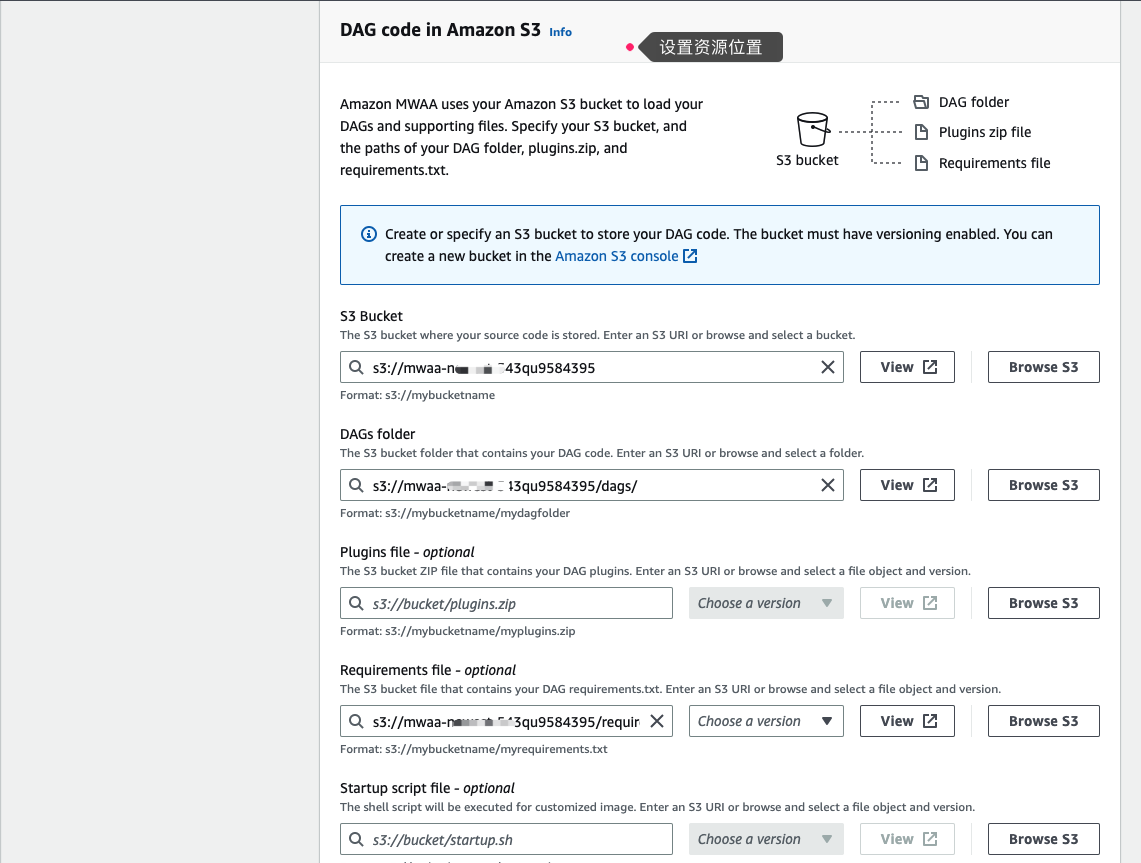 DAG code in Amazon S3 Info
设置资源位置
Amazon MWAA uses your Amazon S3 bucket to load your
DAGs and supporting files. Specify your S3 bucket, and
the paths of your DAG folder, plugins.zip, and
requirements.txt.
S3 bucket
DAG folder
Plugins zip file
Requirements file
Create or specify an S3 bucket to store your DAG code. The bucket must have versioning enabled. You can
create a new bucket in the Amazon S3 console
S3 Bucket
The S3 bucket where your source code is stored. Enter an S3 URI or browse and select a bucket.
s3://mwaa- 43qu9584395 View Browse S3
Format: s3://mybucketname
DAGs folder
The S3 bucket folder that contains your DAG code. Enter an S3 URI or browse and select a folder.
s3://mwaa- 43qu9584395/dags/ View Browse S3
Format: s3://mybucketname/mydagfolder
Plugins file - optional
The S3 bucket ZIP file that contains your DAG plugins. Enter an S3 URI or browse and select a file object and version.
s3://bucket/plugins.zip Choose a version View Browse S3
Format: s3://mybucketname/myplugins.zip
Requirements file - optional
The S3 bucket file that contains your DAG requirements.txt. Enter an S3 URI or browse and select a file object and version.
s3://mwaa- 3qu9584395/requir Choose a version View Browse S3
Format: s3://mybucketname/myrequirements.txt
Startup script file - optional
The shell script will be executed for customized image. Enter an S3 URI or browse and select a file object and version.
s3://bucket/startup.sh Choose a version View Browse S3